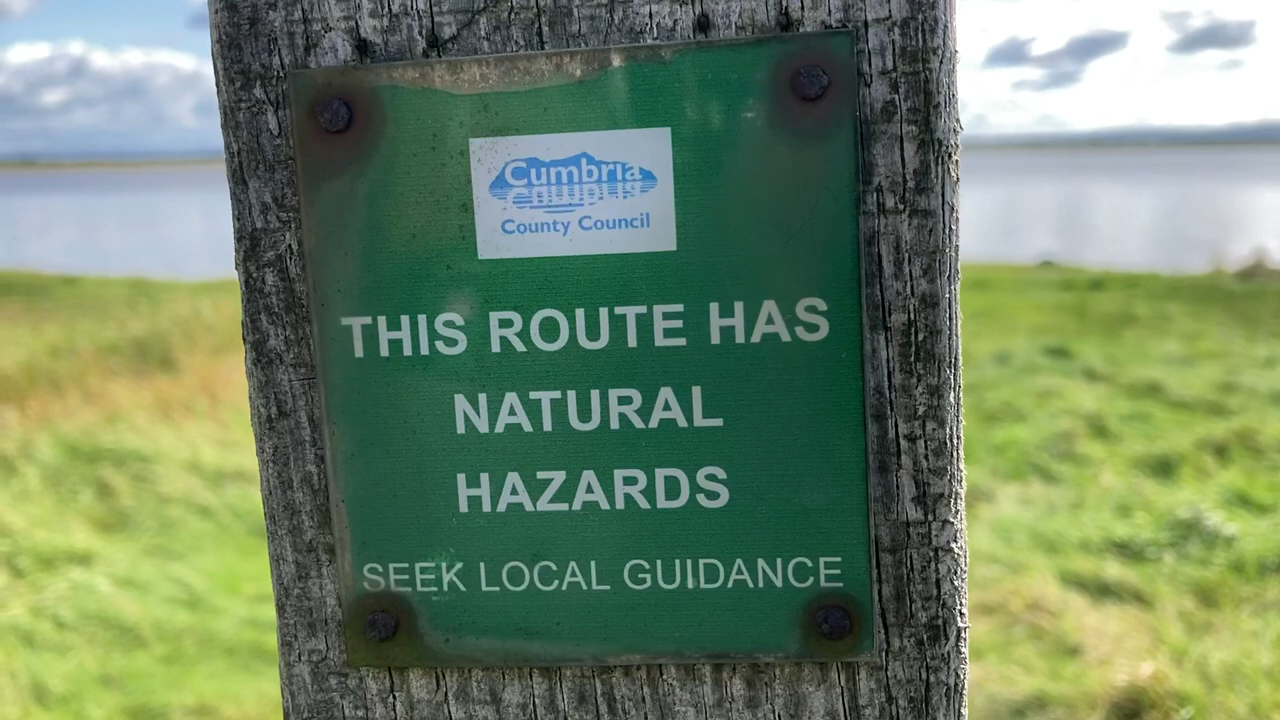 Cumbria
County Council
THIS ROUTE HAS
NATURAL
HAZARDS
SEEK LOCAL GUIDANCE